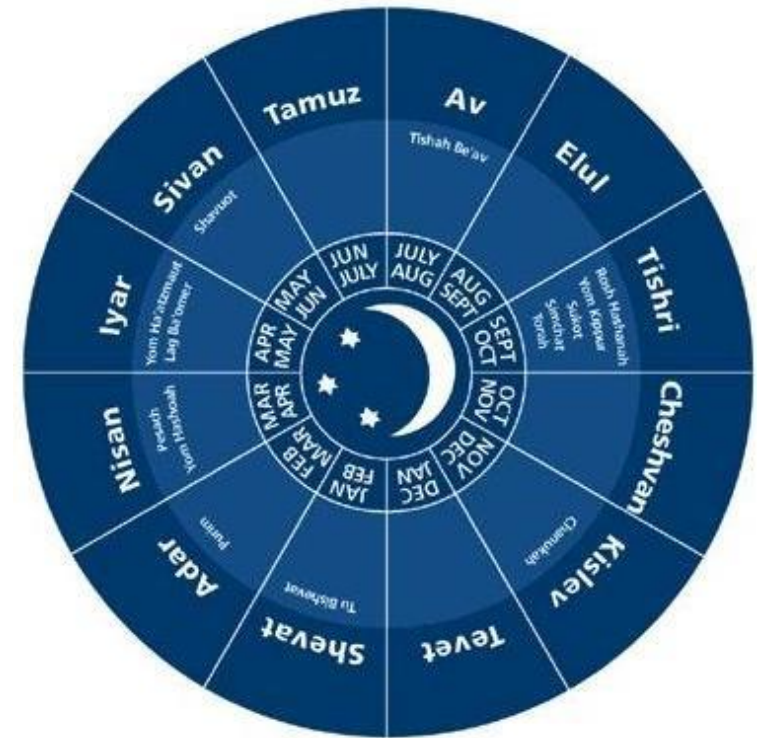 Tamuz
JUN
JULY
Av
Tishah Be'av
JULY
AUG
Elul
AUG
SEPT
Tishri
Rosh Hashanah
Yom Kippur
Sukot
Simchat
Torah
SEPT
OCT
Cheshvan
OCT
NOV
Kislev
Chanukah
NOV
DEC
Tevet
DEC
JAN
Shevat
Tu Bishevat
JAN
FEB
Adar
Purim
FEB
MAR
Nisan
Pesach
Yom Hashoah
MAR
APR
Iyar
Yom Ha'atzmaut
Lag Ba'omer
APR
MAY
Sivan
Shavuot
MAY
JUN